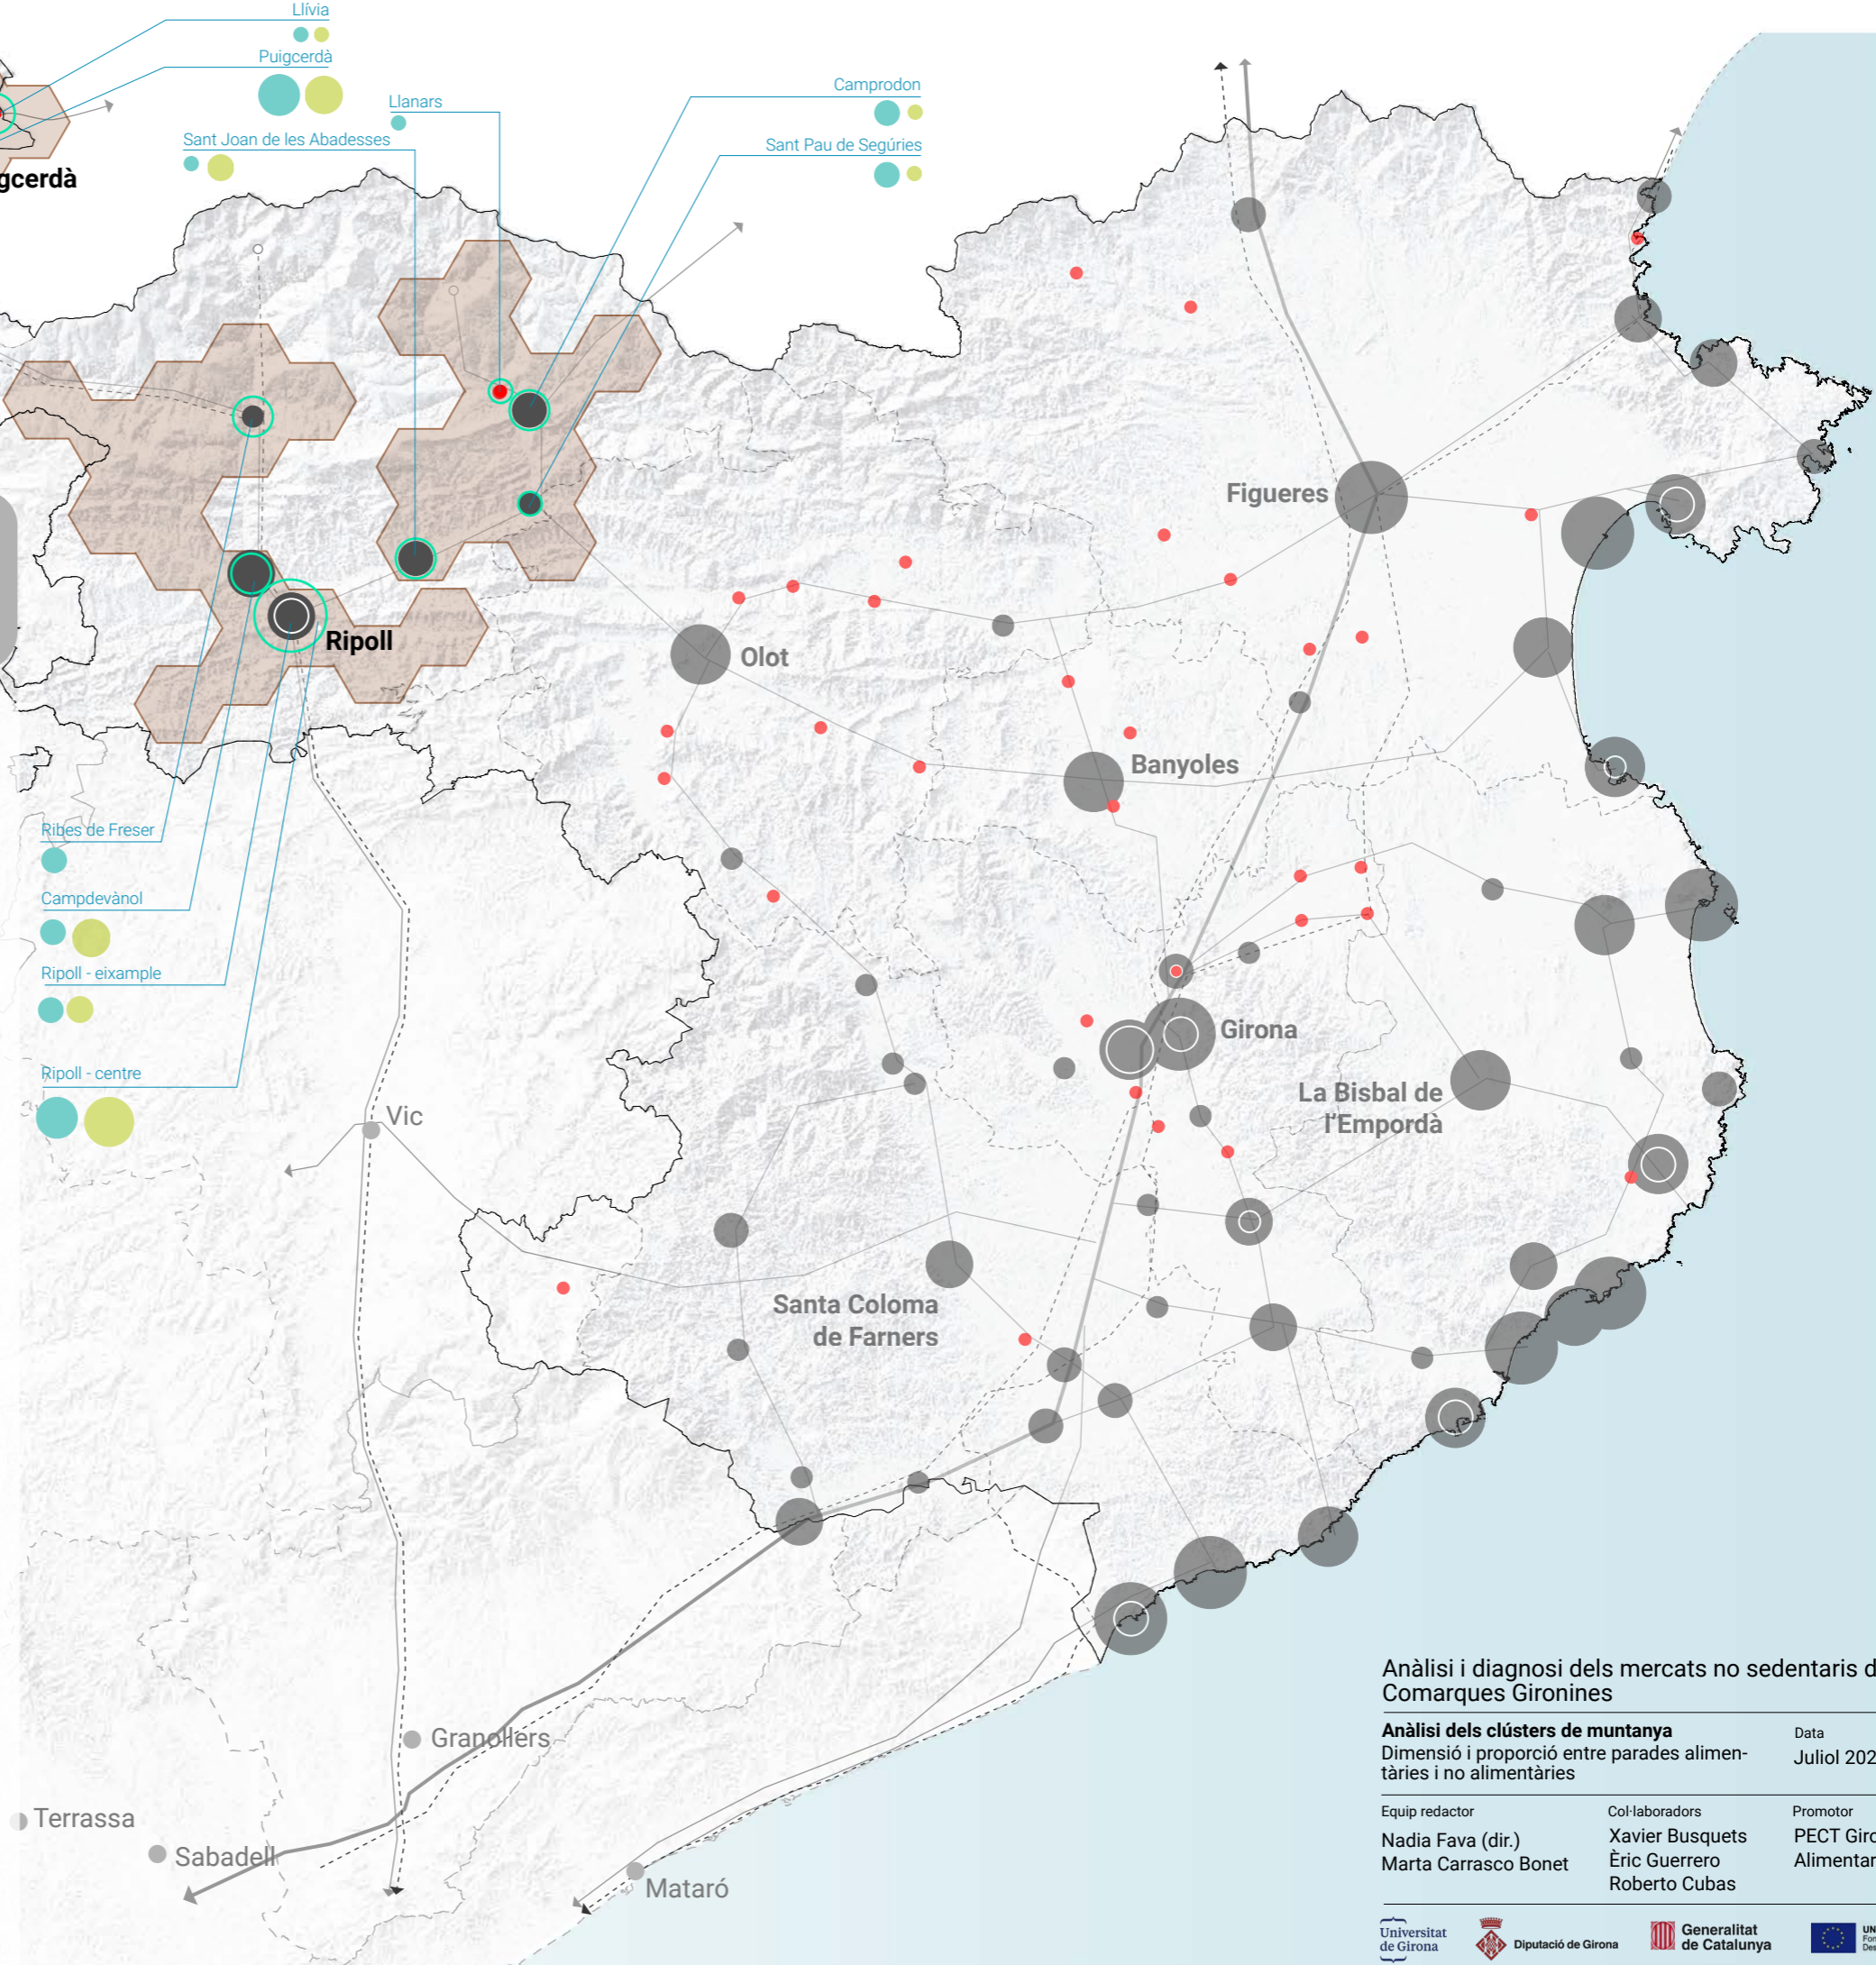 Llívia
Puigcerdà
Llanars
Camprodon
Sant Joan de les Abadesses
Sant Pau de Segúries
gcerdà
Figueres
Ripoll
Olot
Banyoles
Ribes de Freser
Campdevànol
Ripoll - eixample
Girona
Ripoll - centre
La Bisbal de
l'Empordà
Vic
Santa Coloma
de Farners
Granollers
Terrassa
Sabadell
Mataró
Anàlisi i diagnosi dels mercats no sedentaris d
Comarques Gironines
Anàlisi dels clústers de muntanya
Dimensió i proporció entre parades alimen-
tàries i no alimentàries
Data
Juliol 202
Equip redactor
Nadia Fava (dir.)
Marta Carrasco Bonet
Col·laboradors
Xavier Busquets
Èric Guerrero
Roberto Cubas
Promotor
PECT Giro
Alimentar
Universitat
de Girona
Diputació de Girona
Generalitat
de Catalunya
UN
Fon
Des